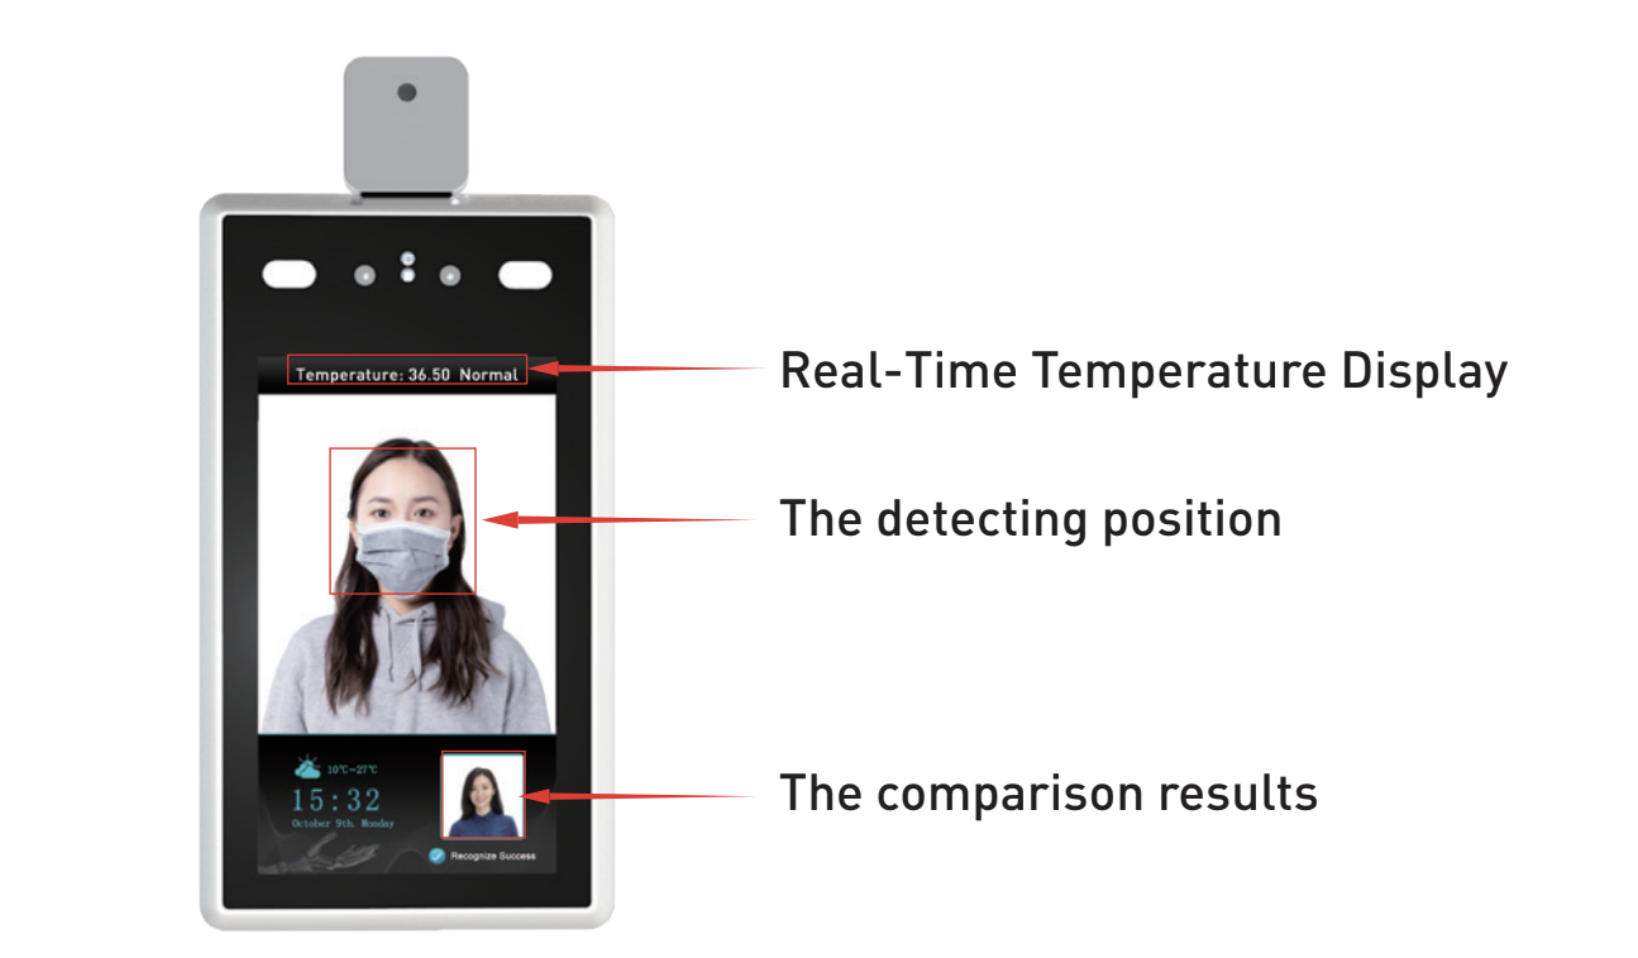 Temperature: 36.50 Normal
Real-Time Temperature Display
The detecting position
10℃-27℃
15:32
October 9th. Monday
The comparison results
Recognize Success